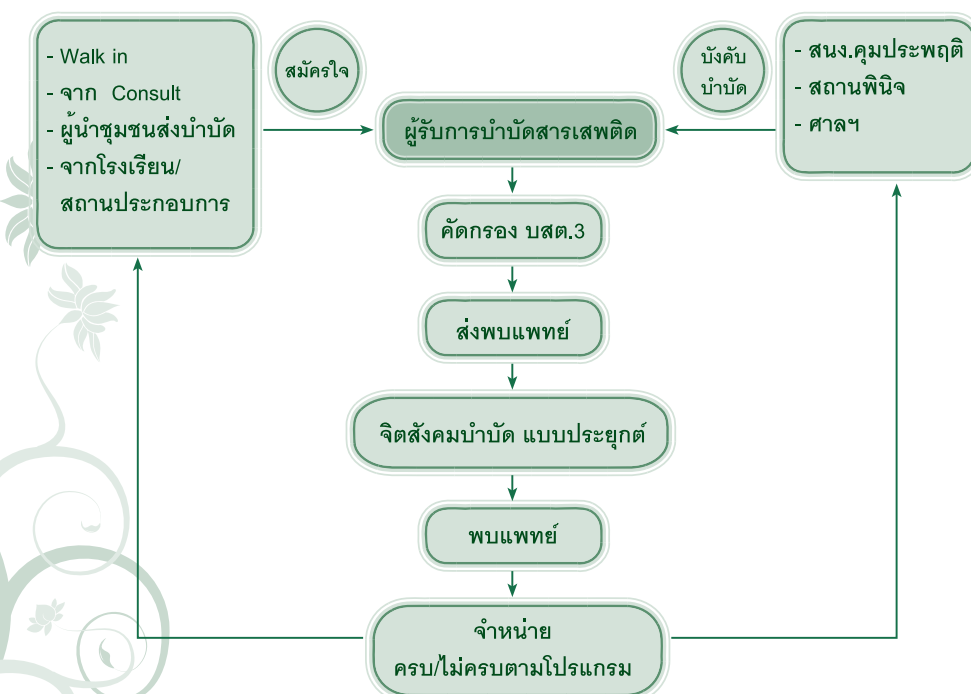 - Walk in
- จาก Consult
- ผู้นำชุมชนส่งบำบัด
- จากโรงเรียน/
สถานประกอบการ
สมัครใจ
บังคับ
บำบัด
- สนง.คุมประพฤติ
- สถานพินิจ
- ศาลฯ
ผู้รับการบำบัดสารเสพติด
คัดกรอง บสต.3
ส่งพบแพทย์
จิตสังคมบำบัด แบบประยุกต์
พบแพทย์
จำหน่าย
ครบ/ไม่ครบตามโปรแกรม